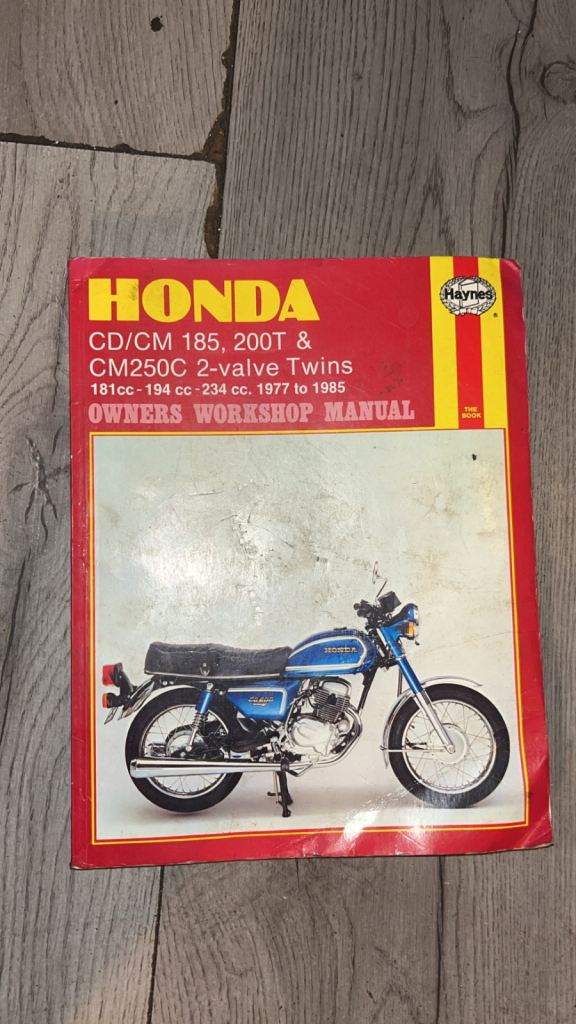 HONDA
CD/CM 185, 200T &
CM250C 2-valve Twins
181cc - 194 cc - 234 cc. 1977 to 1985
OWNERS WORKSHOP MANUAL
Haynes
®
THE
BOOK
HONDA